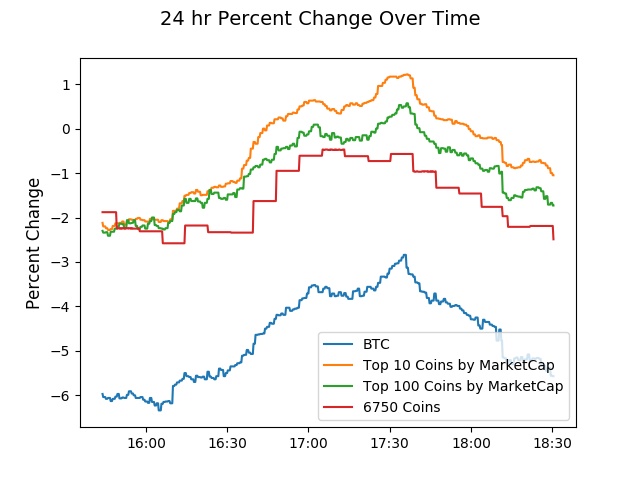 24 hr Percent Change Over Time
Percent Change
1
0
−1
−2
−3
−4
−5
−6
16:00
16:30
17:00
17:30
18:00
18:30
BTC
Top 10 Coins by MarketCap
Top 100 Coins by MarketCap
6750 Coins